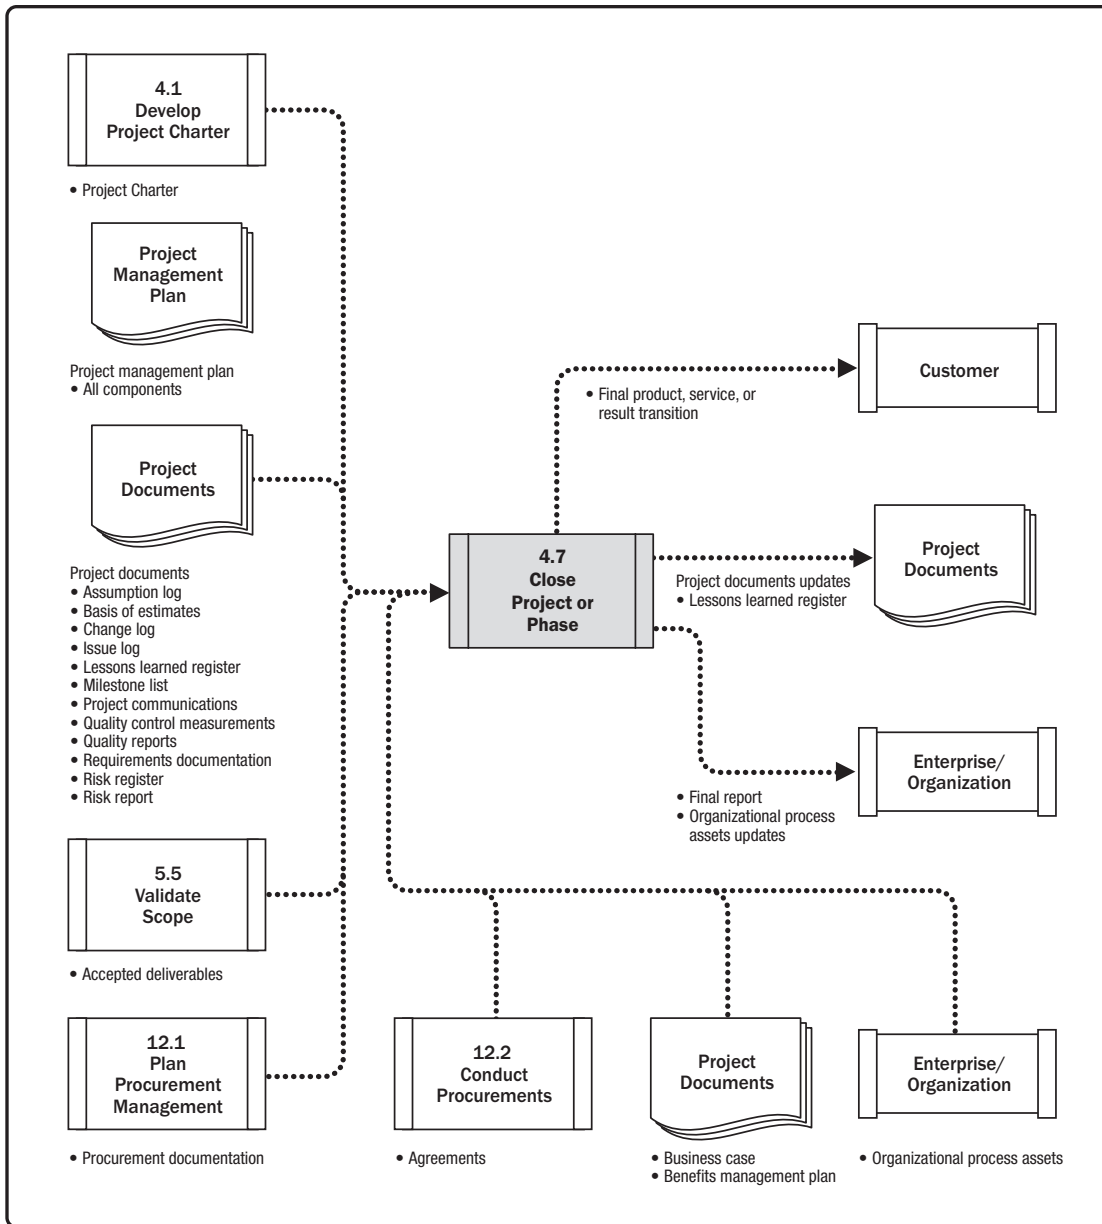 4.1
Develop
Project Charter
• Project Charter
Project
Management
Plan
Project management plan
• All components
Project
Documents
Project documents
• Assumption log
• Basis of estimates
• Change log
• Issue log
• Lessons learned register
• Milestone list
• Project communications
• Quality control measurements
• Quality reports
• Requirements documentation
• Risk register
• Risk report
5.5
Validate
Scope
• Accepted deliverables
12.1
Plan
Procurement
Management
• Procurement documentation
4.7
Close
Project or
Phase
• Final product, service, or
result transition
Customer
Project documents updates
• Lessons learned register
Project
Documents
• Final report
• Organizational process
assets updates
Enterprise/
Organization
12.2
Conduct
Procurements
• Agreements
Project
Documents
• Business case
• Benefits management plan
Enterprise/
Organization
• Organizational process assets